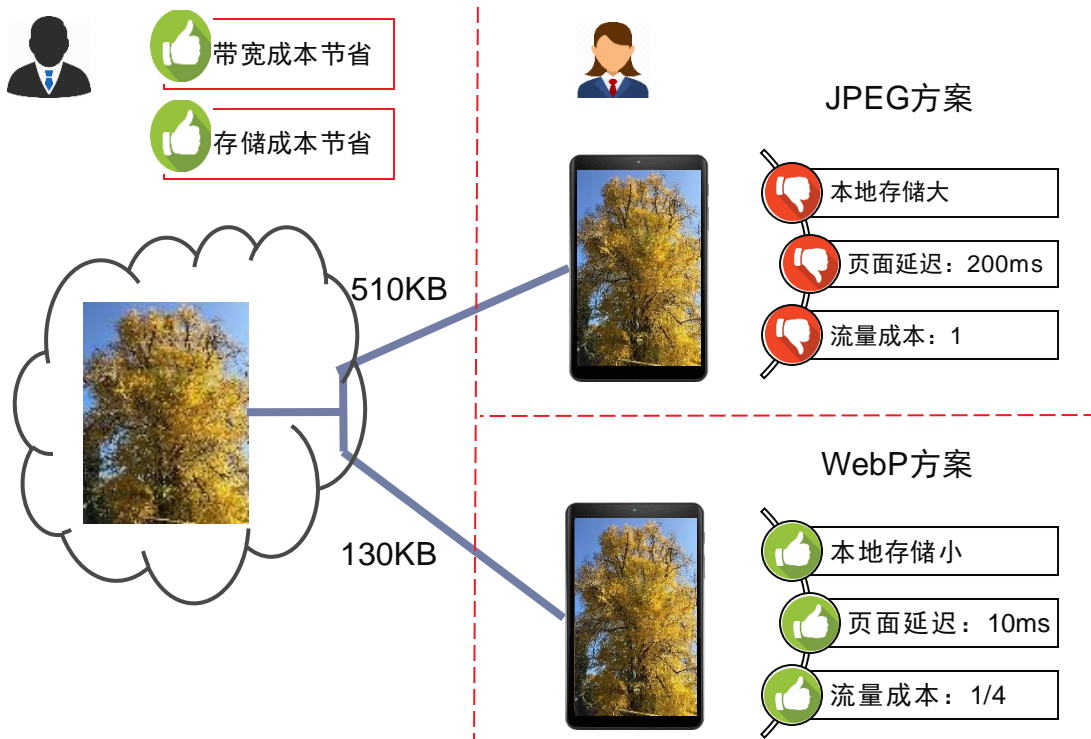 带宽成本节省
存储成本节省
510KB
130KB
JPEG方案
本地存储大
页面延迟：200ms
流量成本：1
WebP方案
本地存储小
页面延迟：10ms
流量成本：1/4